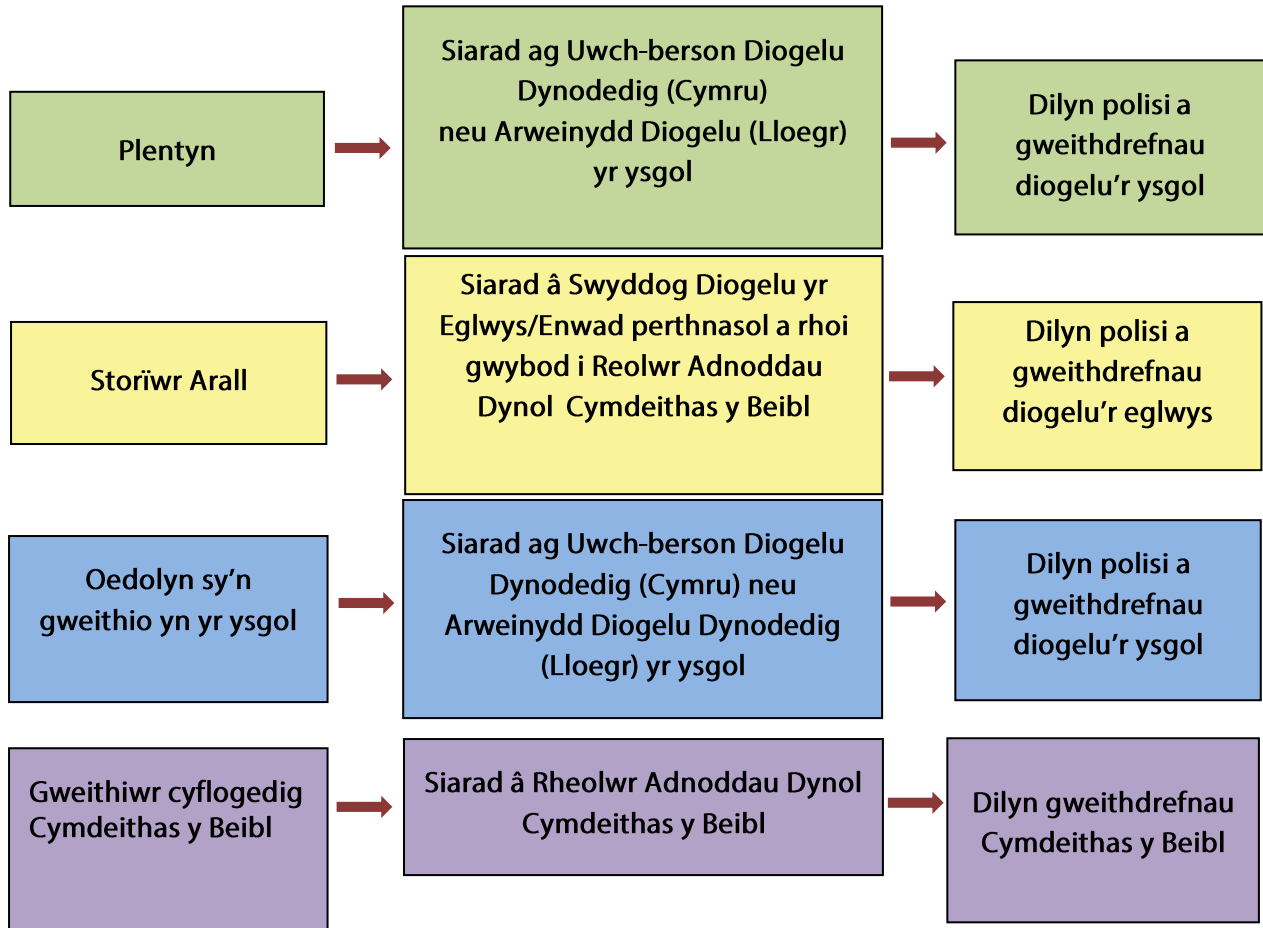 Plentyn
Siarad ag Uwch-berson Diogelu
Dynodedig (Cymru)
neu Arweinydd Diogelu (Lloegr)
yr ysgol
Dilyn polisi a
gweithdrefnau
diogelu'r ysgol
Storïwr Arall
Siarad â Swyddog Diogelu yr
Eglwys/Enwad perthnasol a rhoi
gwybod i Reolwr Adnoddau
Dynol Cymdeithas y Beibl
Dilyn polisi a
gweithdrefnau
diogelu'r eglwys
Oedolyn sy'n
gweithio yn yr ysgol
Siarad ag Uwch-berson Diogelu
Dynodedig (Cymru) neu
Arweinydd Diogelu Dynodedig
(Lloegr) yr ysgol
Dilyn polisi a
gweithdrefnau
diogelu'r ysgol
Gweithiwr cyflogedig
Cymdeithas y Beibl
Siarad â Rheolwr Adnoddau Dynol
Cymdeithas y Beibl
Dilyn gweithdrefnau
Cymdeithas y Beibl